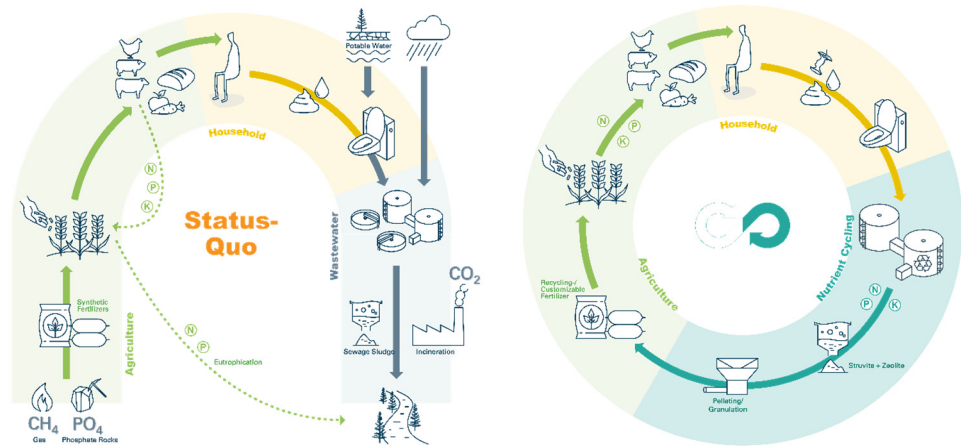 Potable Water
Household
N
P
K
Status-
Quo
Wastewater
CO2
Synthetic
Fertilizers
Agriculture
N
P
Eutrophication
Sewage Sludge
Incineration
CH4
Gas
PO4
Phosphate Rocks
Household
N
K
P
Nutrient Cycling
Agriculture
Recycling-/
Customizable
Fertilizer
N
P
K
Struvite + Zeolite
Pelleting/
Granulation